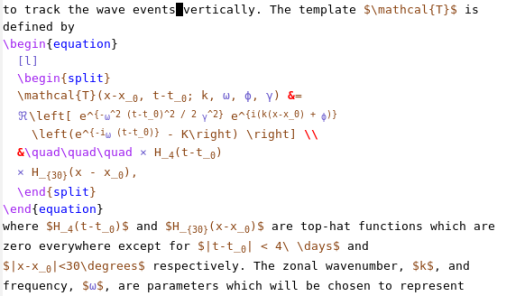 to track the wave events vertically. The template $\mathcal{T}$ is
defined by
\begin{equation}
[l]
\begin{split}
\mathcal{T}(x-x_0, t-t_0; k, ω, ϕ, γ) &=
ℜ\left[ e^{-ω^2 (t-t_0)^2 / 2 γ^2} e^{i(k(x-x_0) + ϕ)}
\left(e^{-iω (t-t_0)} - K\right) \right] \\
&\quad\quad\quad × H_4(t-t_0)
× H_{30}(x - x_0),
\end{split}
\end{equation}
where $H_4(t-t_0)$ and $H_{30}(x-x_0)$ are top-hat functions which are
zero everywhere except for $|t-t_0| < 4\ \days$ and
$|x-x_0|<30\degrees$ respectively. The zonal wavenumber, $k$, and
frequency, $ω$, are parameters which will be chosen to represent